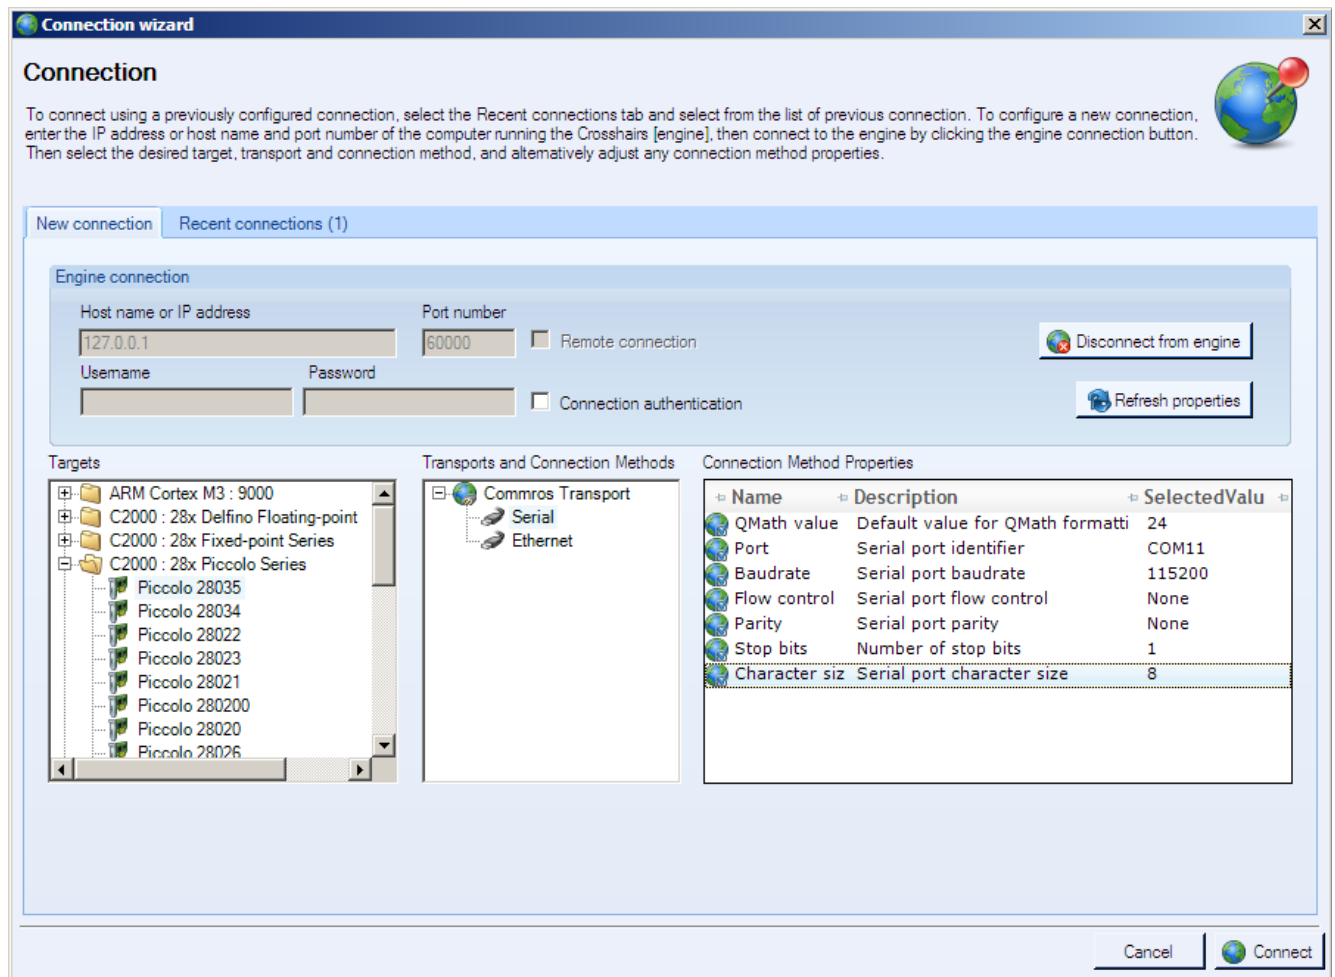 Connection wizard
Connection
To connect using a previously configured connection, select the Recent connections tab and select from the list of previous connection. To configure a new connection,
enter the IP address or host name and port number of the computer running the Crosshairs [engine], then connect to the engine by clicking the engine connection button.
Then select the desired target, transport and connection method, and alternatively adjust any connection method properties.
New connection Recent connections (1)
Engine connection
Host name or IP address Port number
127.0.0.1 60000 Remote connection Disconnect from engine
Username Password
Connection authentication Refresh properties
Targets Transports and Connection Methods Connection Method Properties
ARM Cortex M3 : 9000
C2000 : 28x Delfino Floating-point
C2000 : 28x Fixed-point Series
C2000 : 28x Piccolo Series
Piccolo 28035
Piccolo 28034
Piccolo 28022
Piccolo 28023
Piccolo 28021
Piccolo 280200
Piccolo 28020
Piccolo 28026
Commros Transport
Serial
Ethernet
Name Description SelectedValu
QMath value Default value for QMath formatti 24
Port Serial port identifier COM11
Baudrate Serial port baudrate 115200
Flow control Serial port flow control None
Parity Serial port parity None
Stop bits Number of stop bits 1
Character siz Serial port character size 8
Cancel Connect